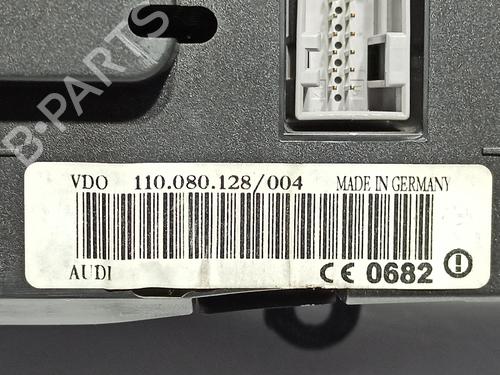 B-PARTS
VDO 110.080.128/004 MADE IN GERMANY
AUDI CE 0682